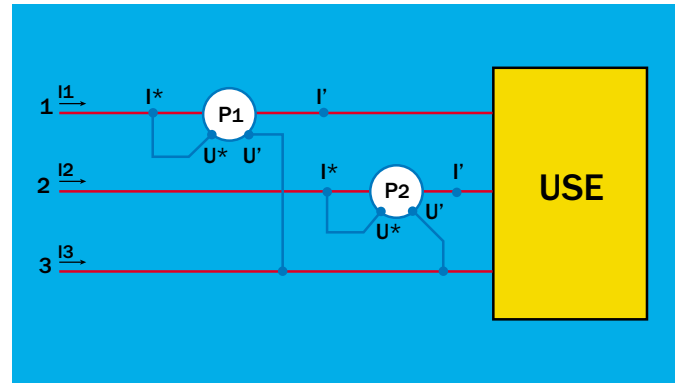 I1
1 I* P1 I’
U* U’
I2
2 I* P2 I’
U* U’
I3
3
USE